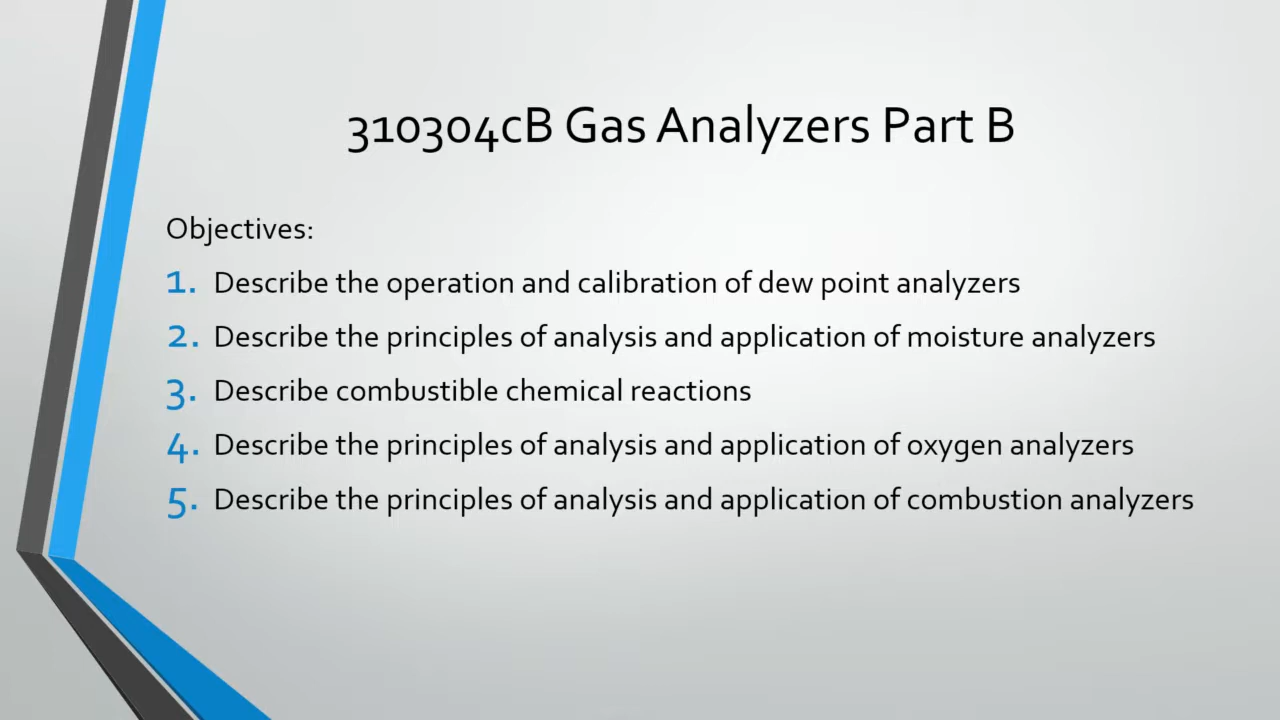 310304cB Gas Analyzers Part B
Objectives:
1. Describe the operation and calibration of dew point analyzers
2. Describe the principles of analysis and application of moisture analyzers
3. Describe combustible chemical reactions
4. Describe the principles of analysis and application of oxygen analyzers
5. Describe the principles of analysis and application of combustion analyzers